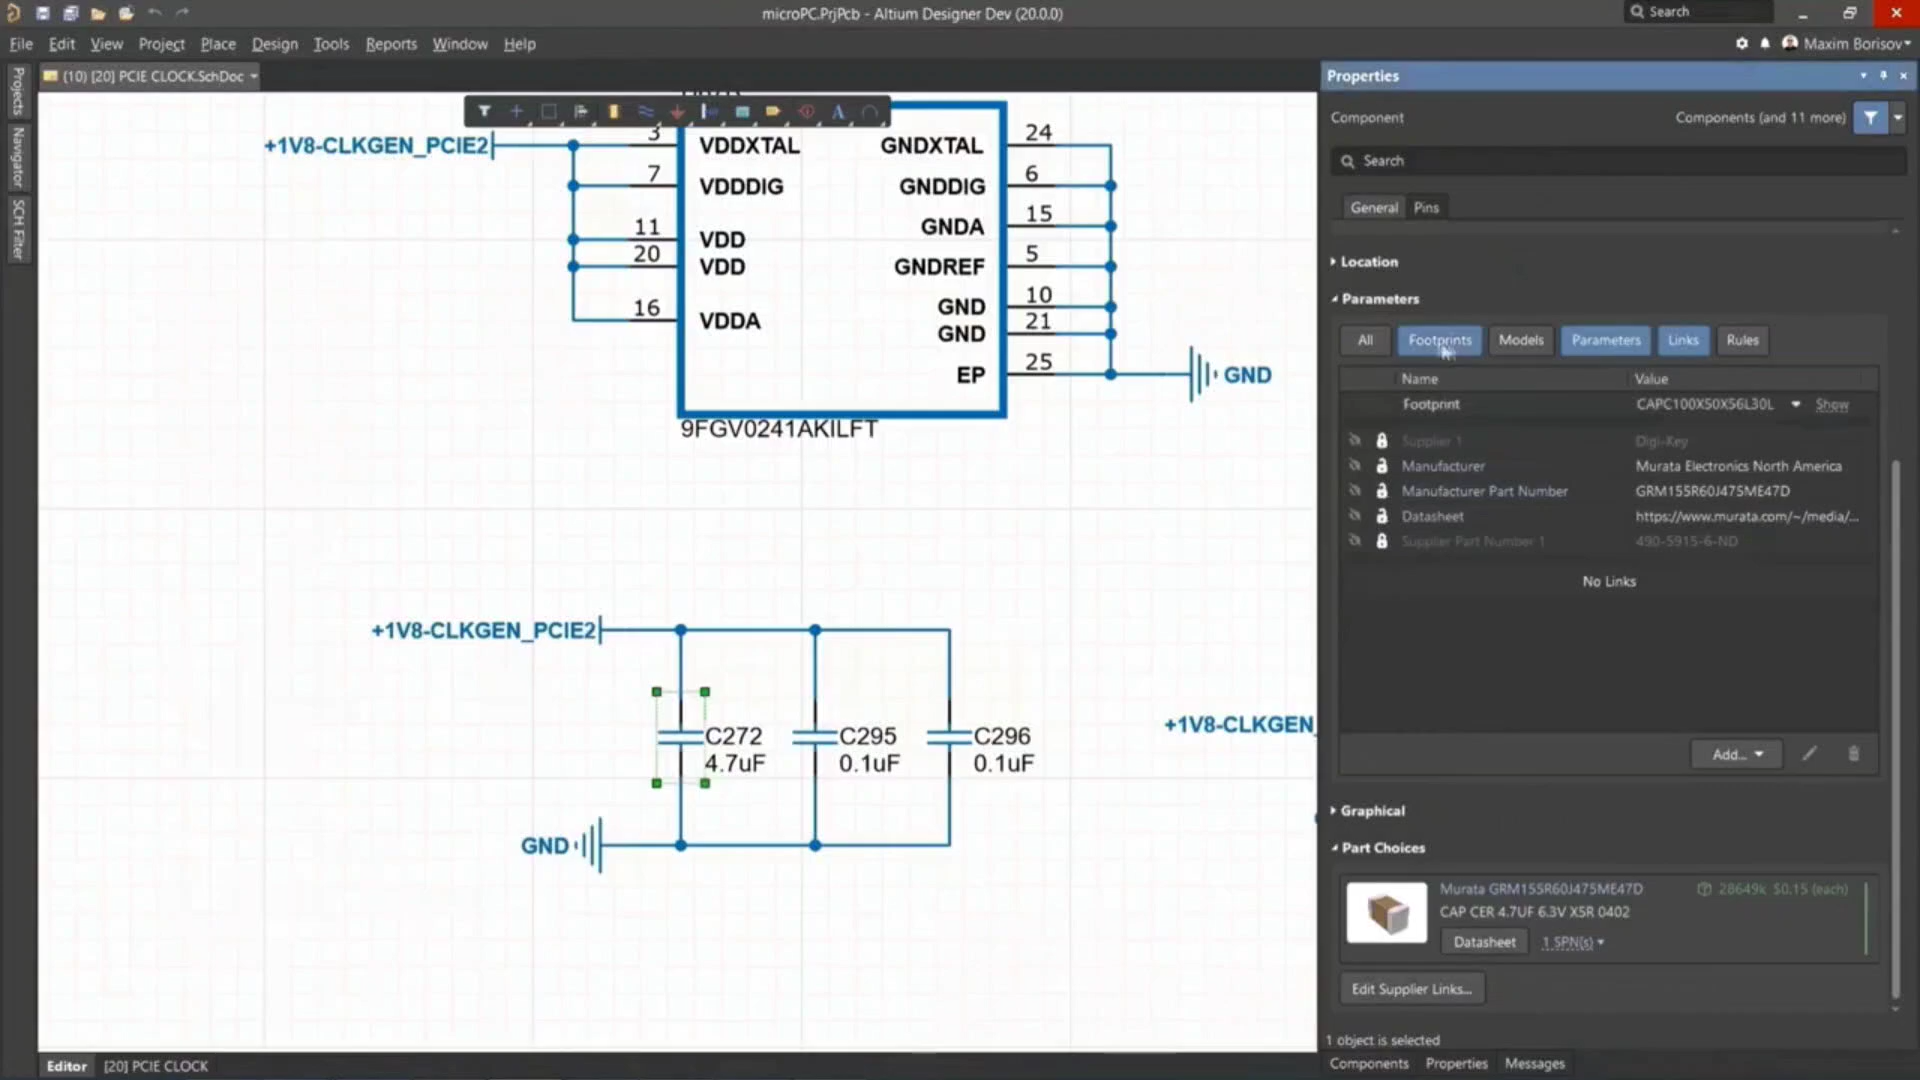 microPC.PrjPcb - Altium Designer Dev (20.0.0)
Search
File Edit View Project Place Design Tools Reports Window Help
Maxim Borisov
Projects
Navigator
SCH Filter
(10) [20] PCIE CLOCK.SchDoc
+1V8-CLKGEN_PCIE2
3 VDDXTAL GNDXTAL 24
7 VDDDIG GNDDIG 6
GNDA 15
11 VDD
20 VDD GNDREF 5
16 VDDA GND 10
GND 21
EP 25
GND
9FGV0241AKILFT
+1V8-CLKGEN_PCIE2
C272 C295 C296
4.7uF 0.1uF 0.1uF
+1V8-CLKGEN_
GND
Properties
Component Components (and 11 more)
Search
General Pins
Location
Parameters
All Footprints Models Parameters Links Rules
Name Value
Footprint CAPC100X50X56L30L Show
Supplier 1 Digi-Key
Manufacturer Murata Electronics North America
Manufacturer Part Number GRM155R60J475ME47D
Datasheet https://www.murata.com/~/media/...
Supplier Part Number 1 490-5915-6-ND
No Links
Add...
Graphical
Part Choices
Murata GRM155R60J475ME47D 28649k $0.15 (each)
CAP CER 4.7UF 6.3V X5R 0402
Datasheet 1 SPN(s)
Edit Supplier Links...
1 object is selected
Components Properties Messages
Editor [20] PCIE CLOCK